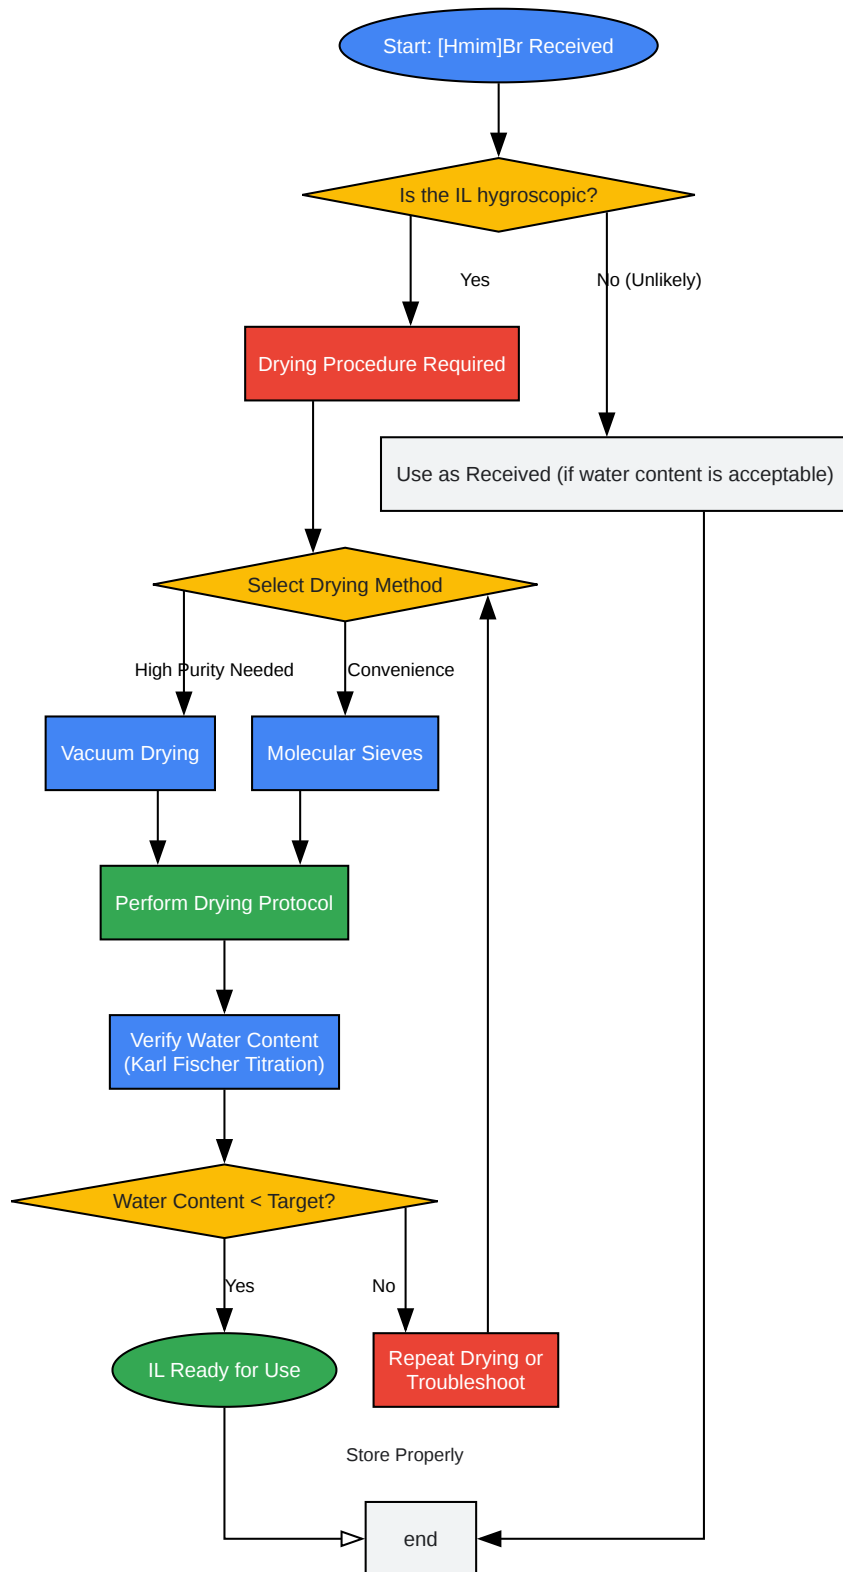 Start: [Hmim]Br Received
Is the IL hygroscopic?
Yes
No (Unlikely)
Drying Procedure Required
Use as Received (if water content is acceptable)
Select Drying Method
High Purity Needed
Convenience
Vacuum Drying
Molecular Sieves
Perform Drying Protocol
Verify Water Content
(Karl Fischer Titration)
Water Content < Target?
Yes
No
IL Ready for Use
Repeat Drying or
Troubleshoot
Store Properly
end